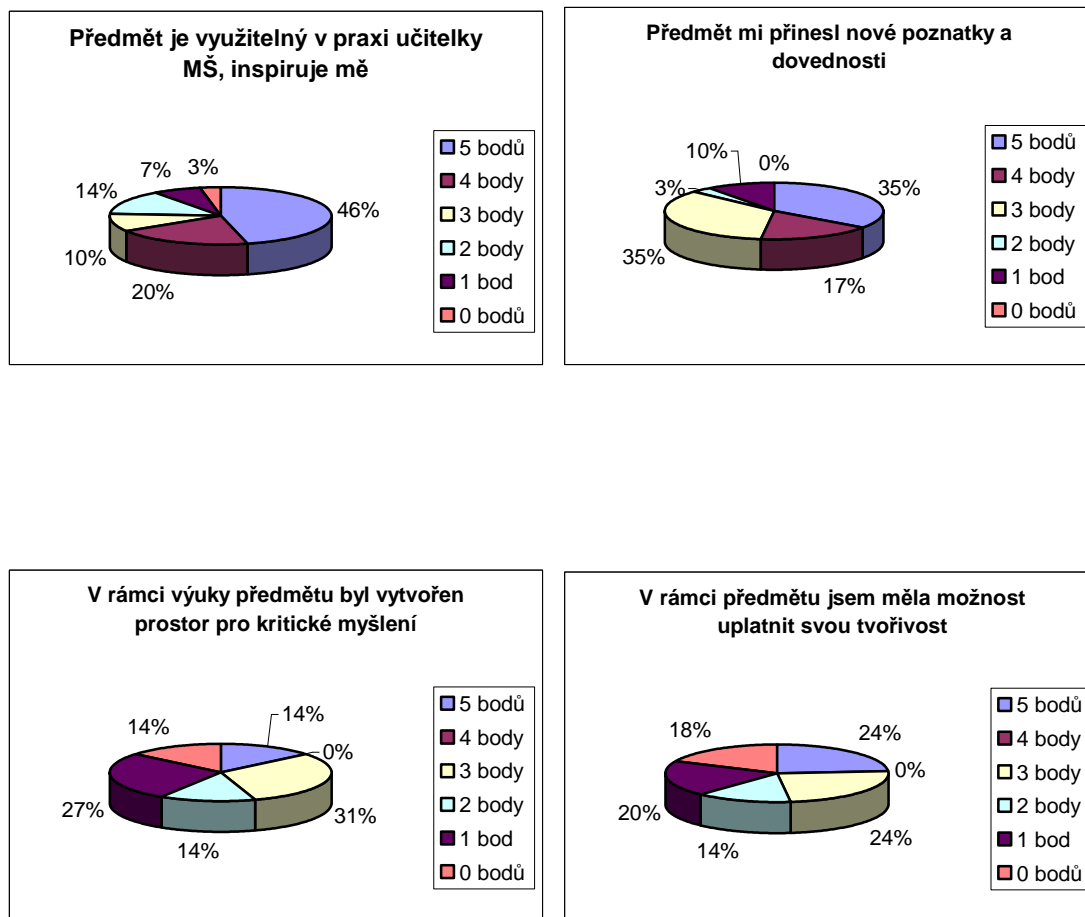 Předmět je využitelný v praxi učitelky
MŠ, inspiruje mě
3%
7%
14%
46%
10%
20%
5 bodů
4 body
3 body
2 body
1 bod
0 bodů
Předmět mi přinesl nové poznatky a
dovednosti
10%
0%
3%
35%
35%
17%
5 bodů
4 body
3 body
2 body
1 bod
0 bodů
V rámci výuky předmětu byl vytvořen
prostor pro kritické myšlení
14%
14%
0%
27%
31%
14%
5 bodů
4 body
3 body
2 body
1 bod
0 bodů
V rámci předmětu jsem měla možnost
uplatnit svou tvořivost
18%
24%
0%
20%
24%
14%
5 bodů
4 body
3 body
2 body
1 bod
0 bodů